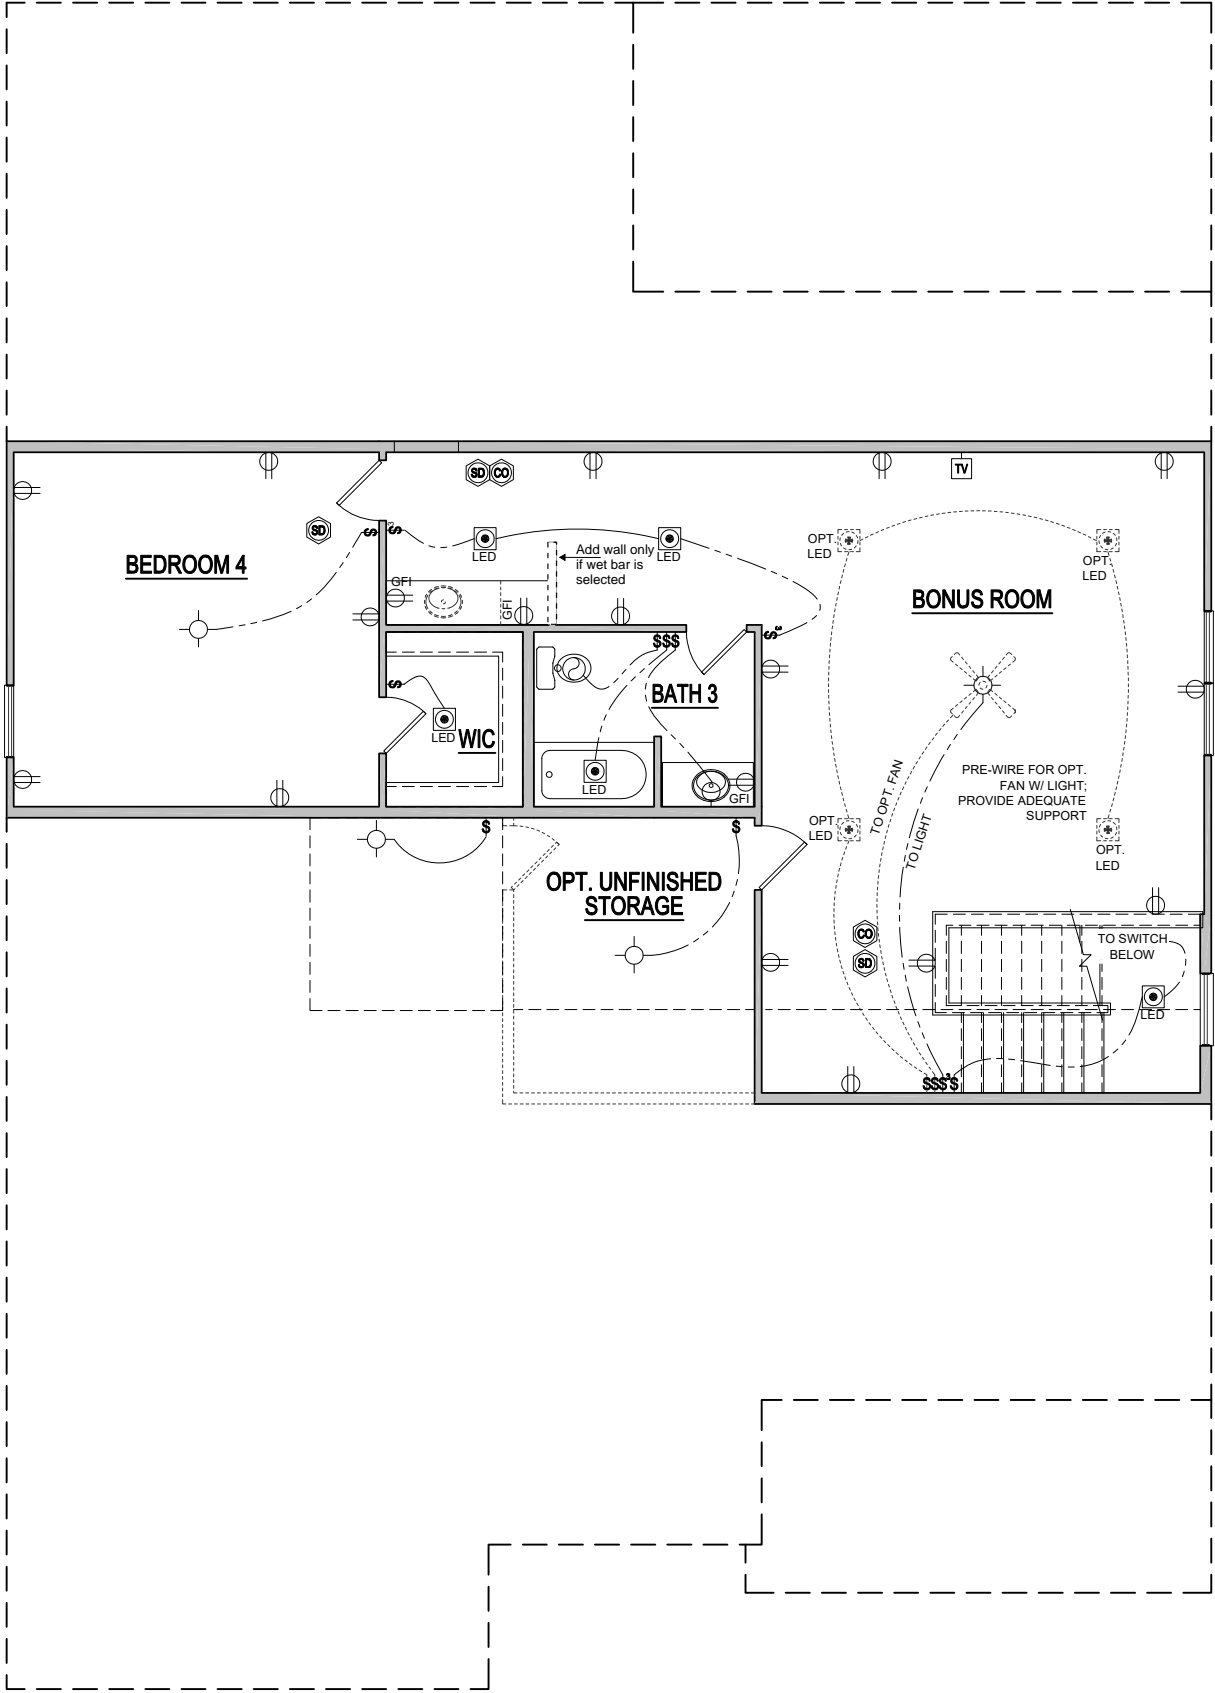 SD CO
TV
SD
$
$3
BEDROOM 4
LED
LED
Add wall only
if wet bar is
selected
OPT.
LED
OPT.
LED
GFI
GFI
BONUS ROOM
$$$
$3
BATH 3
$
LED
WIC
LED
GFI
PRE-WIRE FOR OPT.
FAN W/ LIGHT;
PROVIDE ADEQUATE
SUPPORT
TO OPT. FAN
TO LIGHT
$
$
OPT.
LED
OPT.
LED
OPT. UNFINISHED
STORAGE
CO
SD
TO SWITCH
BELOW
LED
$$$3$